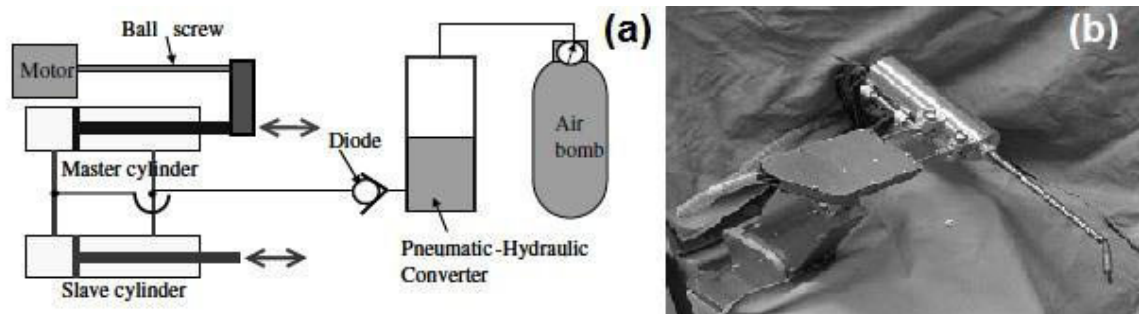 Ball screw
(a)
(b)
Motor
Air
bomb
Diode
Master cylinder
Pneumatic-Hydraulic
Converter
Slave cylinder